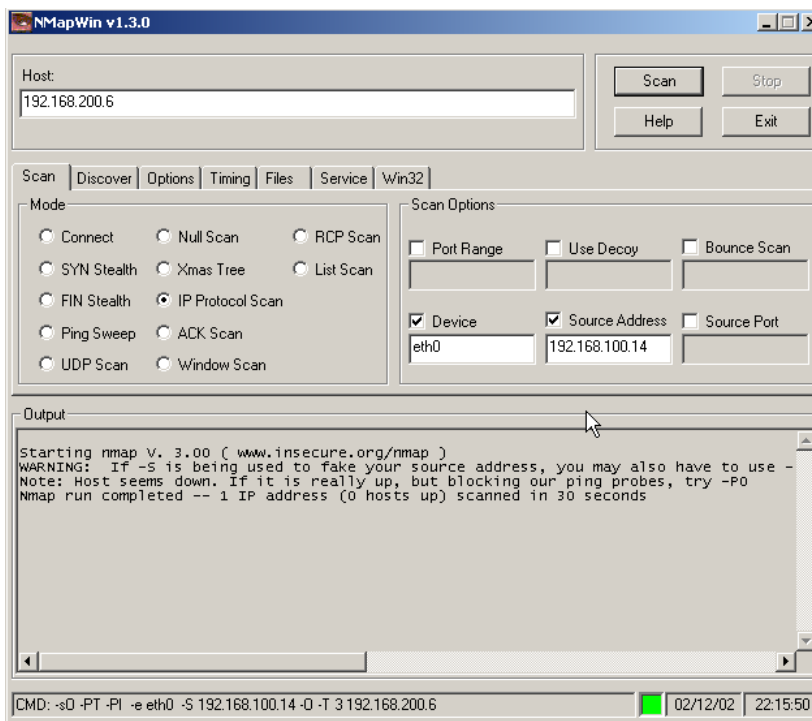 NMapWin v1.3.0
Host:
192.168.200.6
Scan Stop
Help Exit
Scan Discover Options Timing Files Service Win32
Mode
Connect Null Scan RCP Scan
SYN Stealth Xmas Tree List Scan
FIN Stealth IP Protocol Scan
Ping Sweep ACK Scan
UDP Scan Window Scan
Scan Options
Port Range Use Decoy Bounce Scan
Device Source Address Source Port
eth0 192.168.100.14
Output
Starting nmap V. 3.00 ( www.insecure.org/nmap )
WARNING: If -S is being used to fake your source address, you may also have to use -
Note: Host seems down. If it is really up, but blocking our ping probes, try -P0
Nmap run completed -- 1 IP address (0 hosts up) scanned in 30 seconds
CMD: -sO -PT -PI -e eth0 -S 192.168.100.14 -O -T 3 192.168.200.6 02/12/02 22:15:50